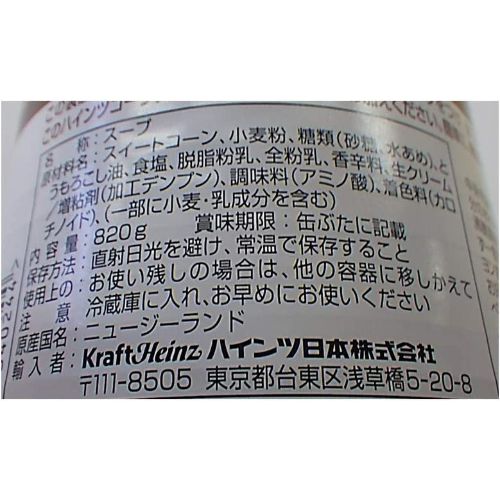 このハインツコー
名 称:スープ
原材料名:スイートコーン、小麦粉、糖類(砂糖、水あめ)、と
うもろこし油、食塩、脱脂粉乳、全粉乳、香辛料、生クリーム
/増粘剤(加工デンプン)、調味料(アミノ酸)、着色料(カロ
チノイド)、(一部に小麦・乳成分を含む)
内容量:820g 賞味期限:缶ぶたに記載
保存方法:直射日光を避け、常温で保存すること
使用上の注意:お使い残しの場合は、他の容器に移しかえて
冷蔵庫に入れ、お早めにお使いください
原産国名:ニュージーランド
輸入者:KraftHeinz ハインツ日本株式会社
〒111-8505 東京都台東区浅草橋5-20-8